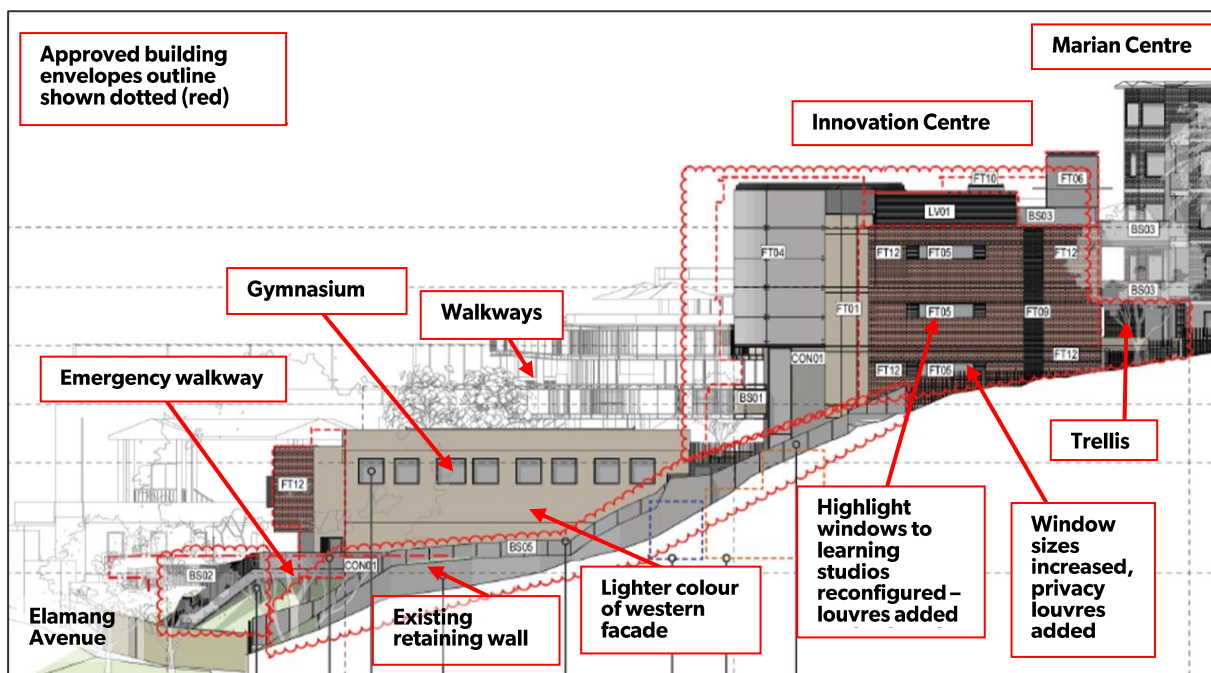 Approved building
envelopes outline
shown dotted (red)
Marian Centre
Innovation Centre
FT10
FT06
LV01
BS03
BS03
FT04
FT12
FT05
FT12
Gymnasium
Walkways
BS03
FT01
FT05
FT09
Emergency walkway
CON01
FT12
FT12
FT05
BS01
Trellis
FT12
Highlight
windows to
learning
studios
reconfigured –
louvres added
Window
sizes
increased,
privacy
louvres
added
BS05
CON01
BS02
Lighter colour
of western
facade
Existing
retaining wall
Elamang
Avenue